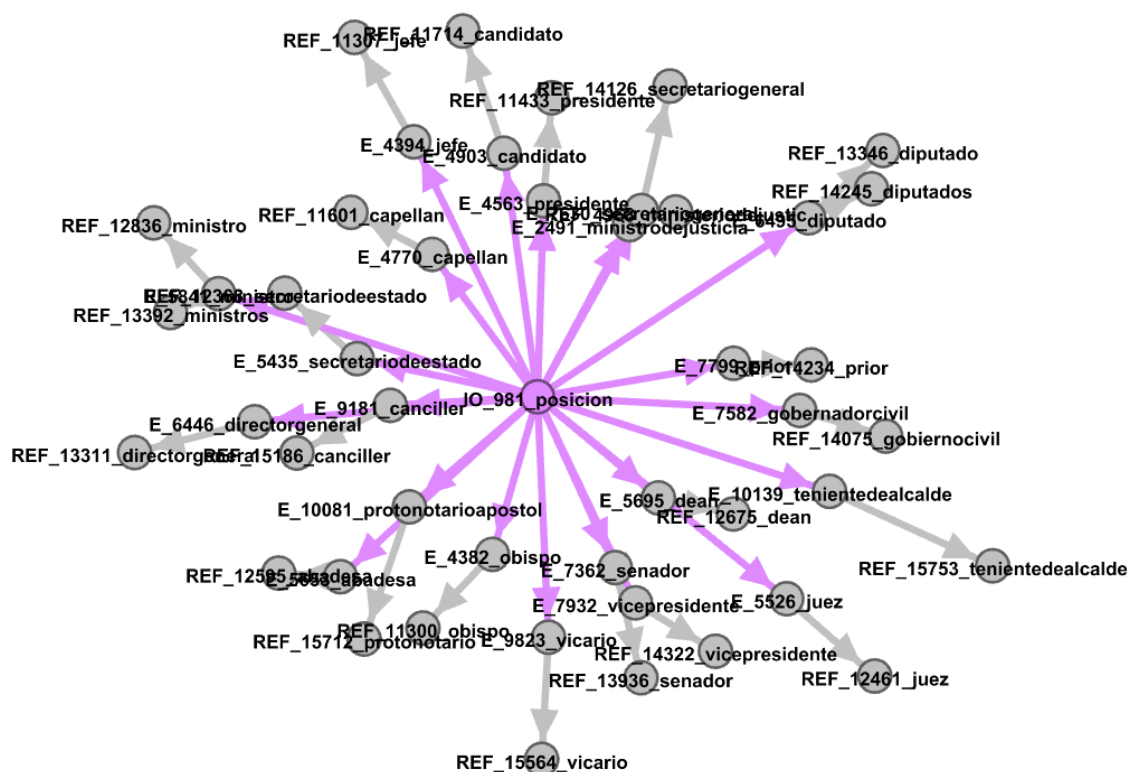 REF_11714_candidato
REF_11307_jefe
REF_14126_secretariogeneral
REF_11433_presidente
E_4394_jefe
E_4903_candidato
REF_13346_diputado
REF_14245_diputados
E_4563_presidente
REF_11601_capellan
E_6495_diputado
REF_12836_ministro
E_2491_ministrodejusticia
E_4770_capellan
REF_13392_ministros
E_5435_secretariodeestado
E_7799_prior
REF_14234_prior
IO_981_posicion
E_9181_canciller
E_7582_gobernadorcivil
E_6446_directorgeneral
REF_14075_gobiernocivil
REF_13311_directorgeneral
REF_15186_canciller
E_10139_tenientedealcalde
E_5695_dean
E_10081_protonotarioapostol
REF_12675_dean
E_4382_obispo
E_7362_senador
REF_15753_tenientedealcalde
E_7932_vicepresidente
E_5526_juez
REF_11300_obispo
REF_15712_protonotario
E_9823_vicario
REF_14322_vicepresidente
REF_13936_senador
REF_12461_juez
REF_15564_vicario